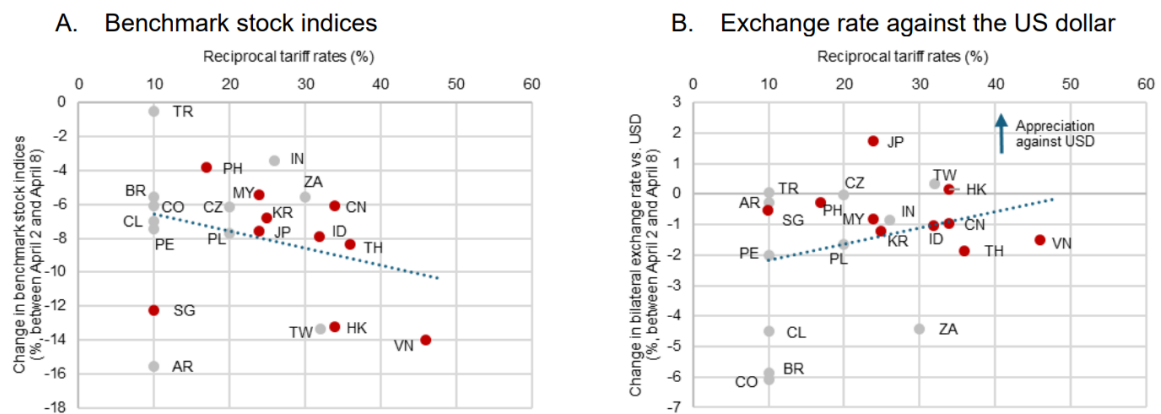 A. Benchmark stock indices
Reciprocal tariff rates (%)
0 10 20 30 40 50 60
Change in benchmark stock indices
(%, between April 2 and April 8)
0
-2
-4
-6
-8
-10
-12
-14
-16
-18
TR
IN
PH
ZA
BR
MY
CO
CZ
CN
KR
CL
PL
JP
ID
PE
TH
SG
TW
HK
VN
AR
B. Exchange rate against the US dollar
Reciprocal tariff rates (%)
0 10 20 30 40 50 60
Change in bilateral exchange rate vs. USD
(%, between April 2 and April 8)
3
2
1
0
-1
-2
-3
-4
-5
-6
-7
Appreciation
against USD
JP
TW
CZ
TR
HK
AR
PH
IN
SG
MY
CN
KR
ID
VN
PE
PL
TH
CL
ZA
BR
CO